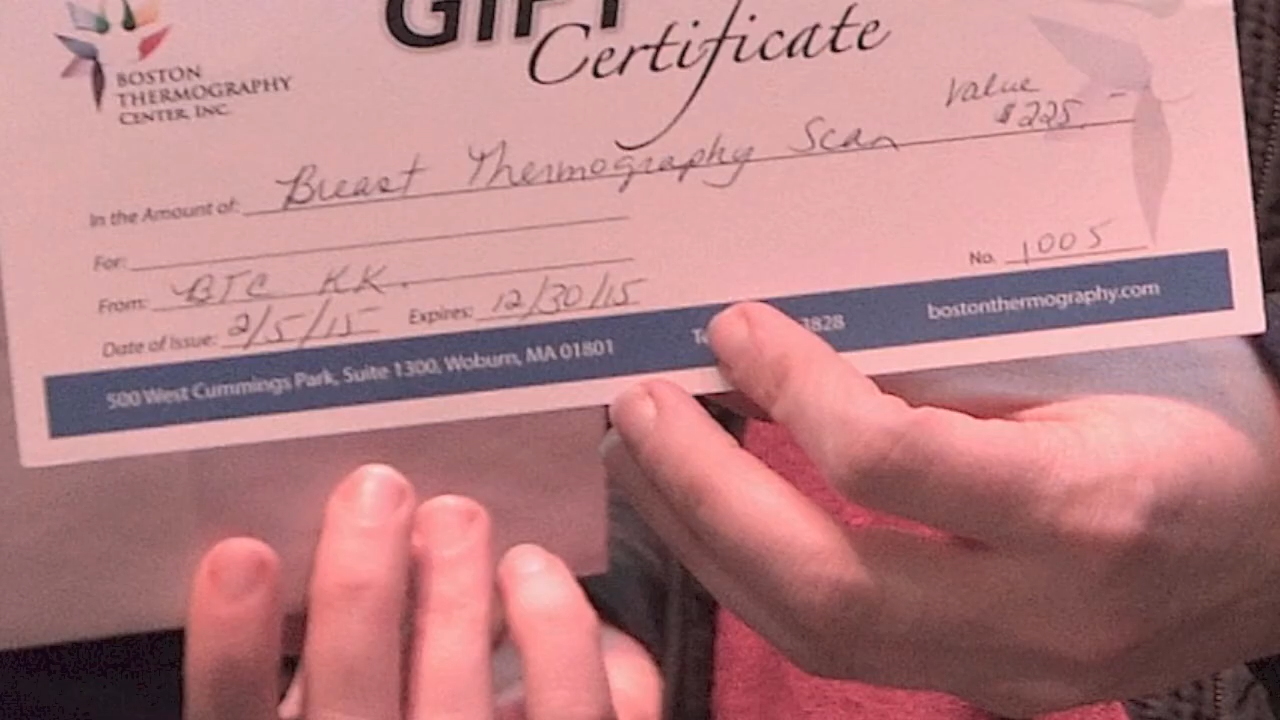 GIFT
Certificate
BOSTON
THERMOGRAPHY
CENTER, INC.
Value
$225.-
In the Amount of: Breast Thermography Scan
For:
From: BTC KK.
No. 1005
Date of Issue: 2/5/15 Expires: 12/30/15
500 West Cummings Park, Suite 1300, Woburn, MA 01801 3828 bostonthermography.com